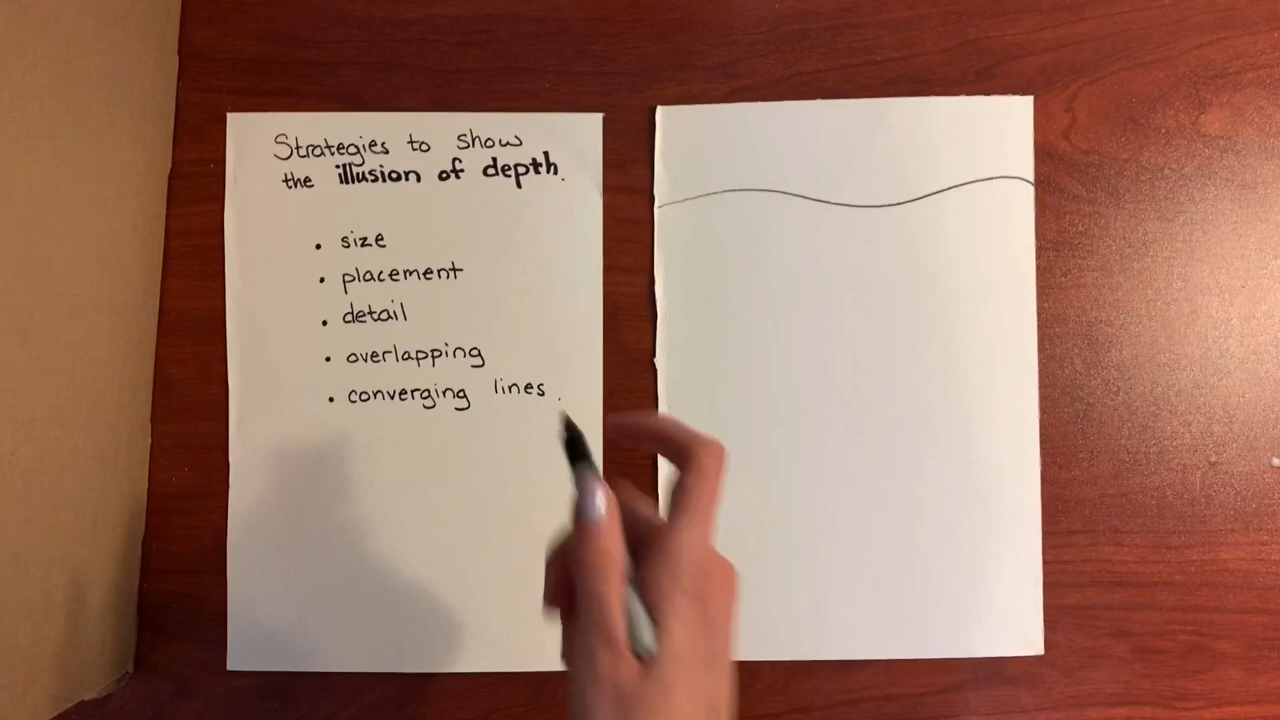 Strategies to show
the illusion of depth.
• size
• placement
• detail
• overlapping
• converging lines.